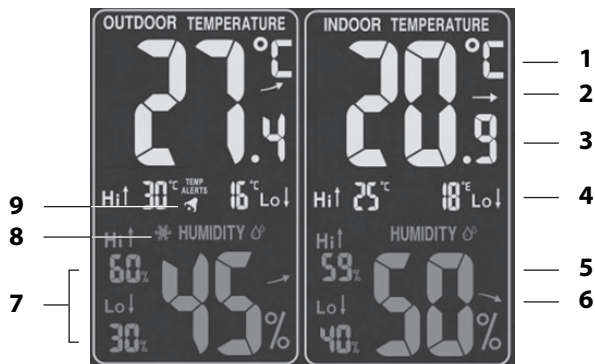 OUTDOOR TEMPERATURE
27.4 °C
Hi 30 °C TEMP ALERTS 16 °C Lo
HUMIDITY
Hi 60%
Lo 30%
45%
INDOOR TEMPERATURE
20.9 °C
Hi 25 °C 18 °E Lo
HUMIDITY
Hi 59%
Lo 40%
50%
1
2
3
4
5
6
7
8
9